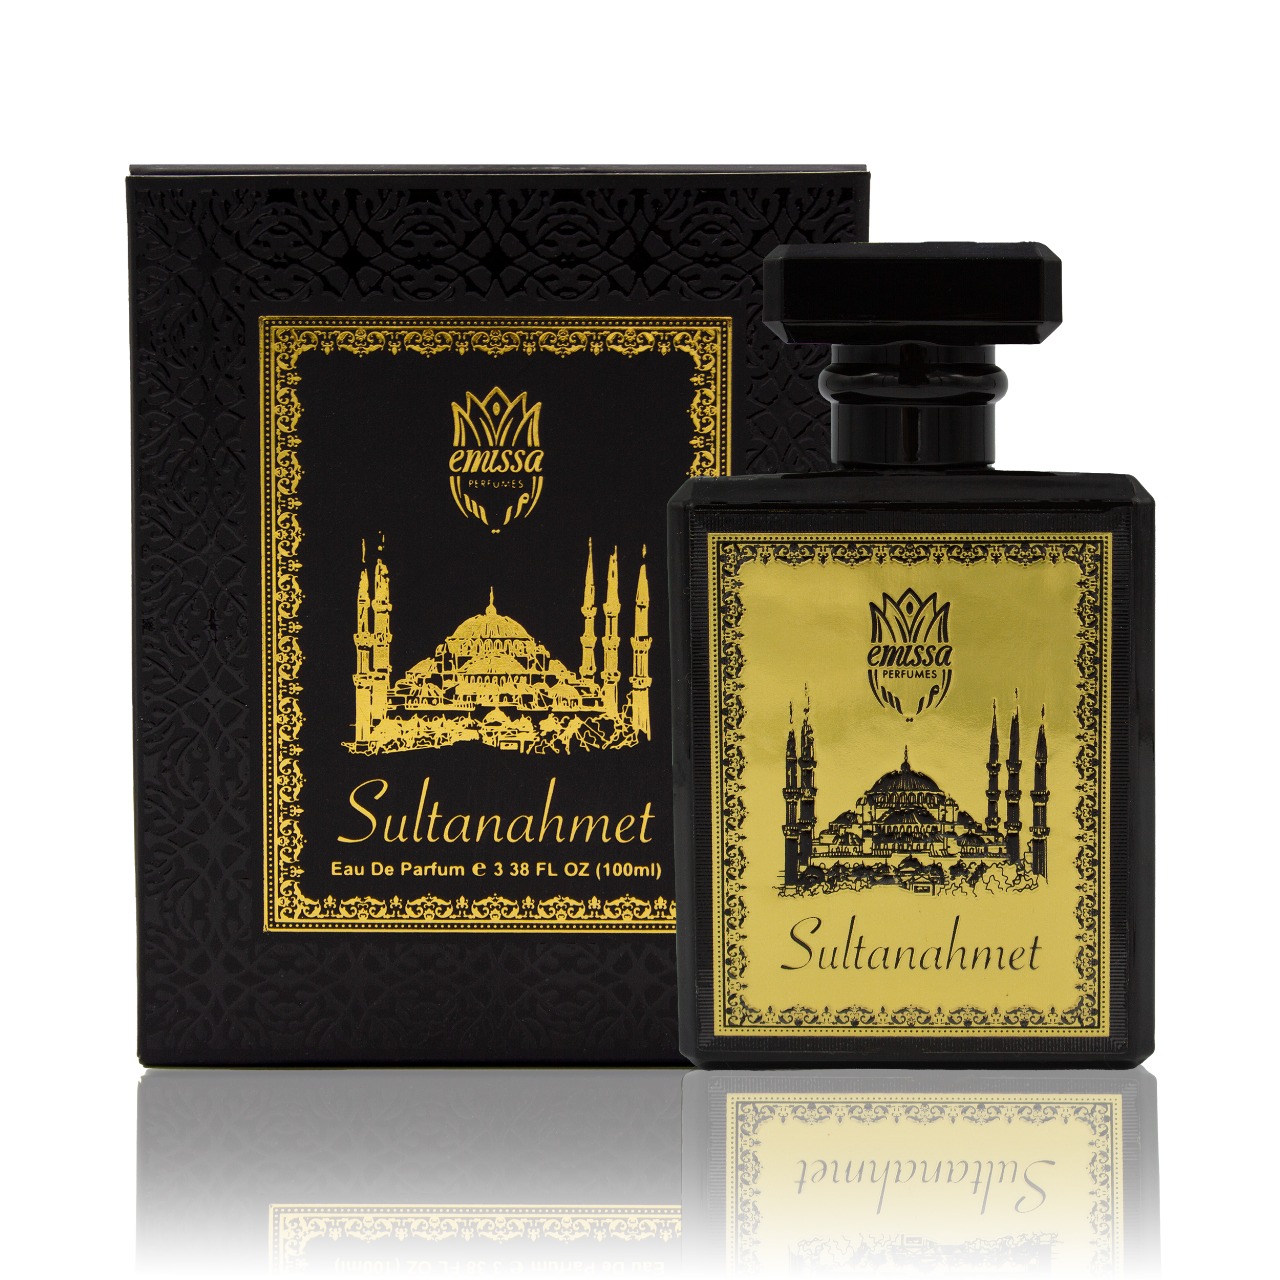 emissa
PERFUMES
Sultanahmet
Eau De Parfum ℮ 3 38 FL OZ (100ml)
emissa
PERFUMES
Sultanahmet